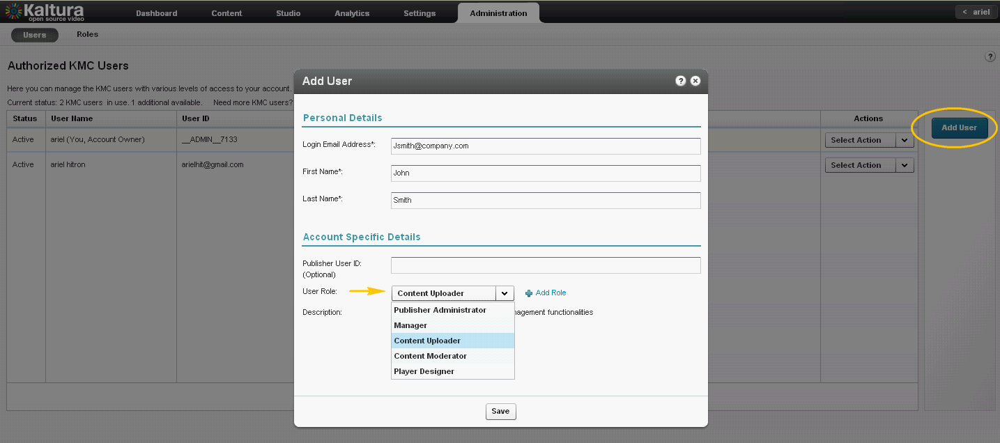 Kaltura
open source video
Dashboard
Content
Studio
Analytics
Settings
Administration
< ariel
Users
Roles
?
Authorized KMC Users
Here you can manage the KMC users with various levels of access to your account.
Current status: 2 KMC users in use. 1 additional available. Need more KMC users?
Status
User Name
User ID
Actions
Add User
Active
ariel (You, Account Owner)
__ADMIN__7133
Select Action
Active
ariel hitron
arielhit@gmail.com
Select Action
Add User
?
Personal Details
Login Email Address*:
Jsmith@company.com
First Name*:
John
Last Name*:
Smith
Account Specific Details
Publisher User ID:
(Optional)
User Role:
Content Uploader
Add Role
Description:
nagement functionalities
Publisher Administrator
Manager
Content Uploader
Content Moderator
Player Designer
Save